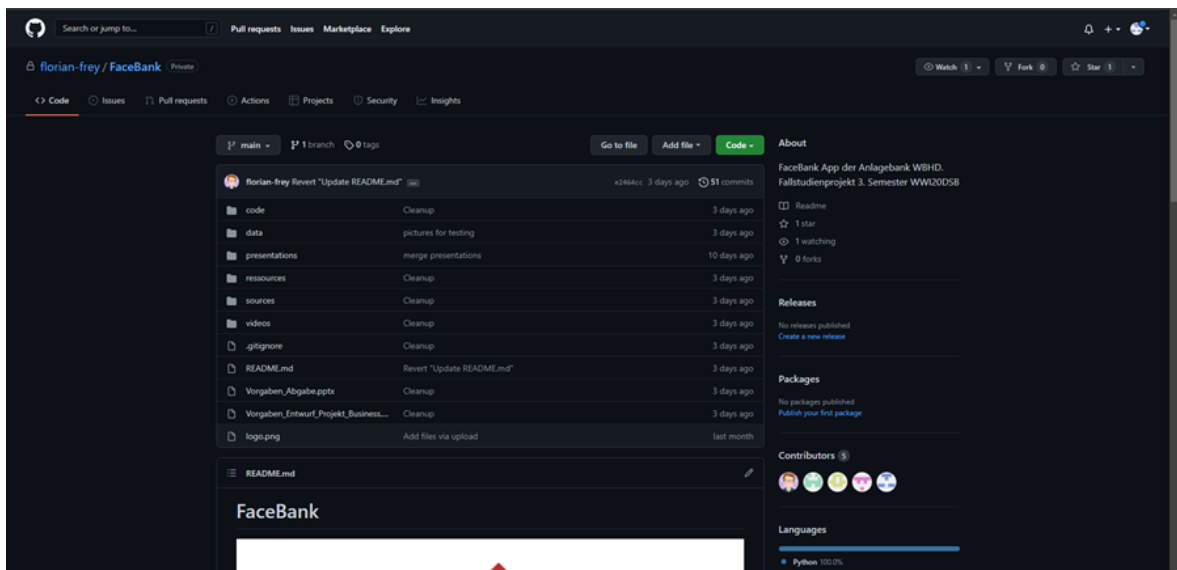 Search or jump to... /
Pull requests Issues Marketplace Explore
florian-frey / FaceBank Private
Watch 1 Fork 0 Star 1
Code Issues Pull requests Actions Projects Security Insights
main 1 branch 0 tags Go to file Add file Code
florian-frey Revert "Update README.md" ... e2464cc 3 days ago 51 commits
code Cleanup 3 days ago
data pictures for testing 3 days ago
presentations merge presentations 10 days ago
ressources Cleanup 3 days ago
sources Cleanup 3 days ago
videos Cleanup 3 days ago
.gitignore Cleanup 3 days ago
README.md Revert "Update README.md" 3 days ago
Vorgaben_Abgabe.pptx Cleanup 3 days ago
Vorgaben_Entwurf_Projekt_Business.... Cleanup 3 days ago
logo.png Add files via upload last month
README.md
FaceBank
About
FaceBank App der Anlagebank WBHD.
Fallstudienprojekt 3. Semester WWI20DSB
Readme
1 star
1 watching
0 forks
Releases
No releases published
Create a new release
Packages
No packages published
Publish your first package
Contributors 5
Languages
Python 100.0%